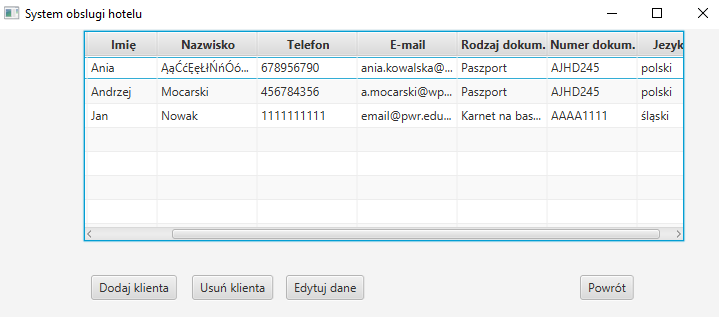 System obsługi hotelu
Imię Nazwisko Telefon E-mail Rodzaj dokum. Numer dokum. Język
Ania ĄąĆćĘęŁłŃńÓó... 678956790 ania.kowalska@... Paszport AJHD245 polski
Andrzej Mocarski 456784356 a.mocarski@wp... Paszport AJHD245 polski
Jan Nowak 1111111111 email@pwr.edu... Karnet na bas... AAAA1111 śląski
Dodaj klienta Usuń klienta Edytuj dane Powrót